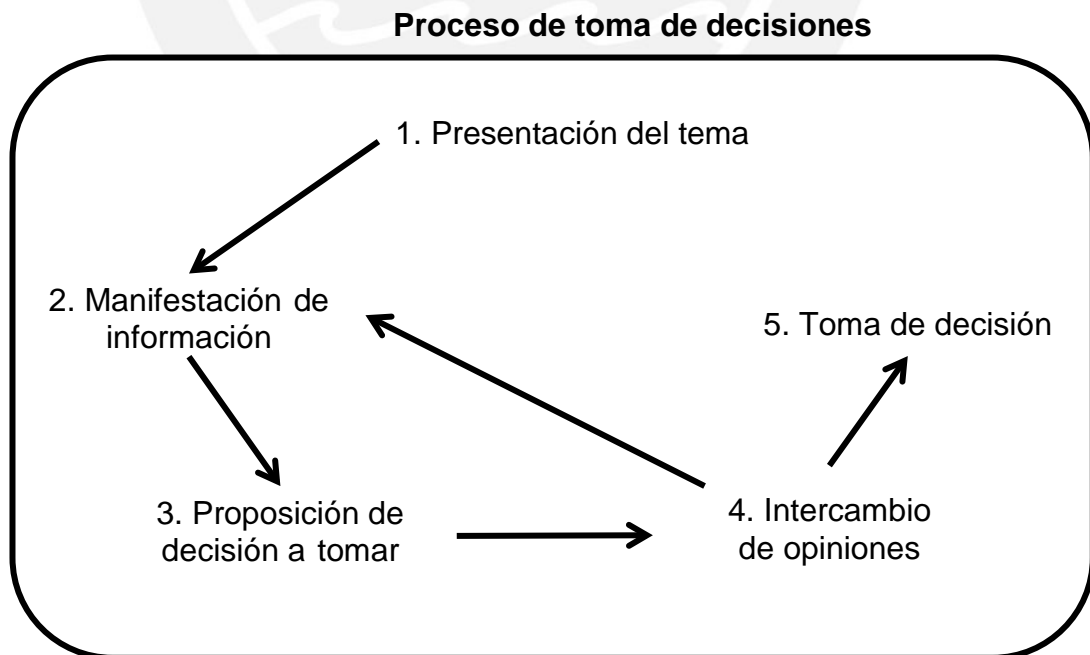 Proceso de toma de decisiones
1. Presentación del tema
2. Manifestación de
información
3. Proposición de
decisión a tomar
4. Intercambio
de opiniones
5. Toma de decisión